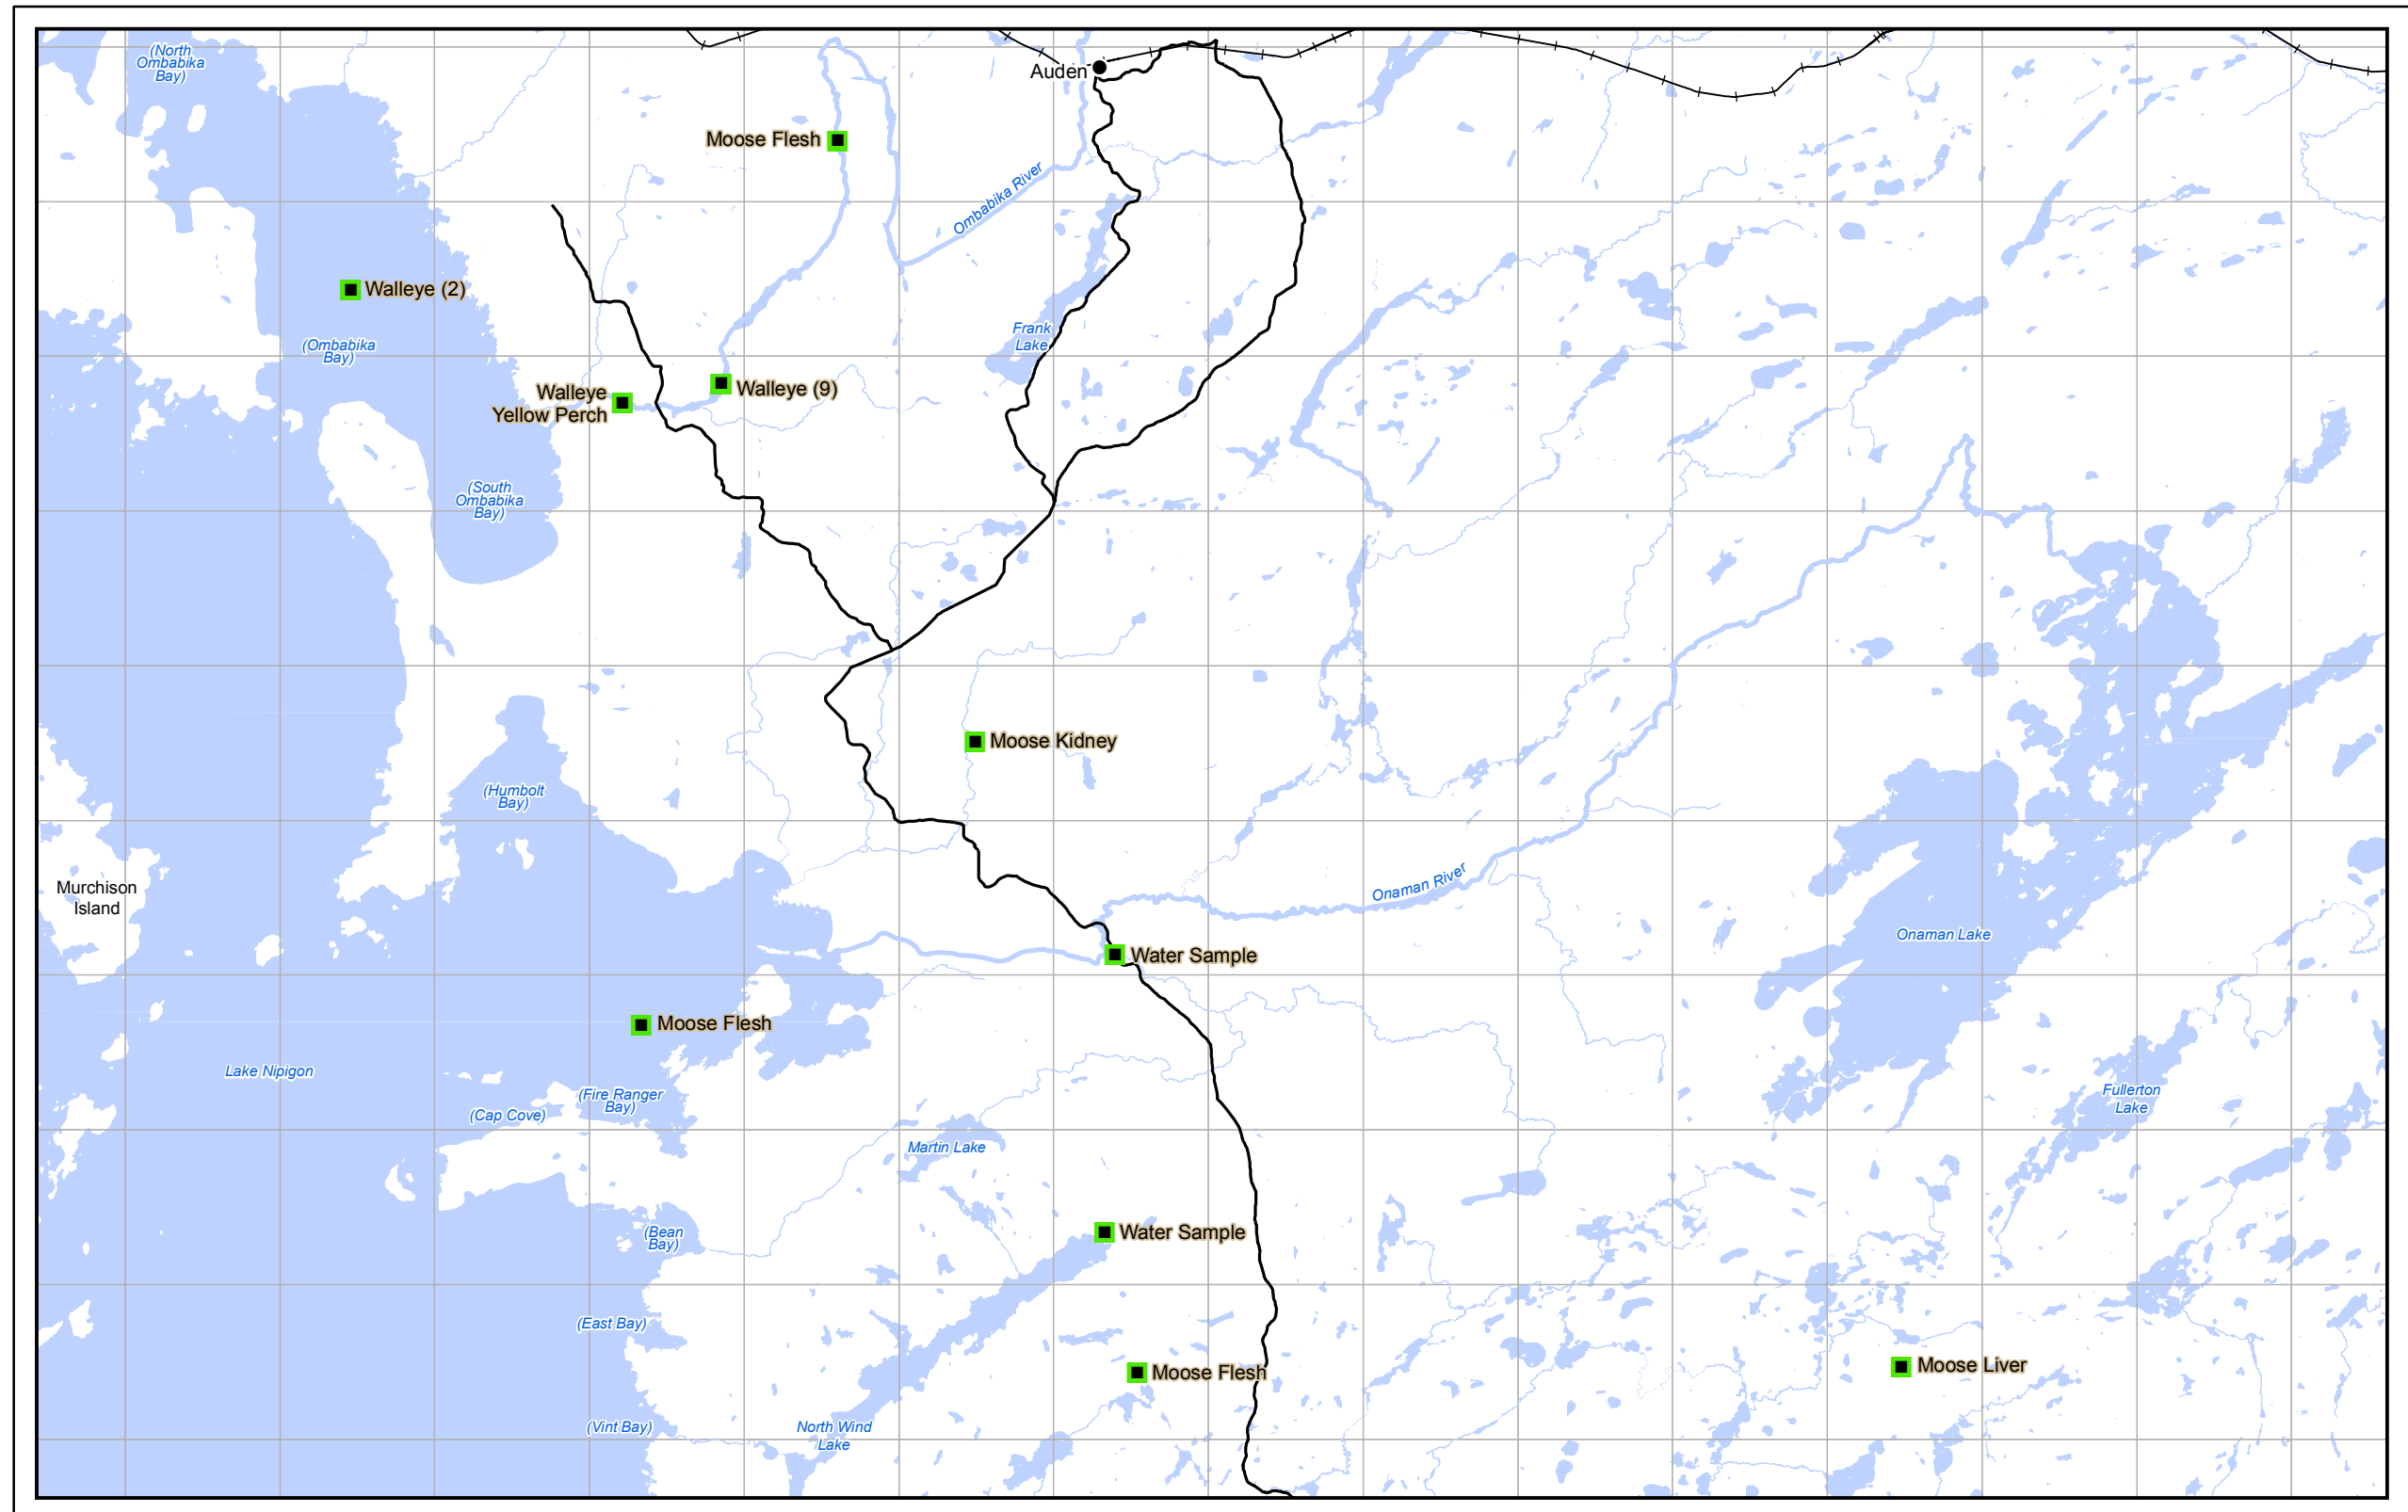 (North
Ombabika
Bay)
Auden
Moose Flesh
Ombabika River
Walleye (2)
(Ombabika
Bay)
Frank
Lake
Walleye
Yellow Perch
Walleye (9)
(South
Ombabika
Bay)
Moose Kidney
(Humbolt
Bay)
Murchison
Island
Onaman River
Onaman Lake
Water Sample
Moose Flesh
Lake Nipigon
(Fire Ranger
Bay)
(Cap Cove)
Fullerton
Lake
Martin Lake
Water Sample
(Bean
Bay)
(East Bay)
Moose Flesh
Moose Liver
(Vint Bay)
North Wind
Lake